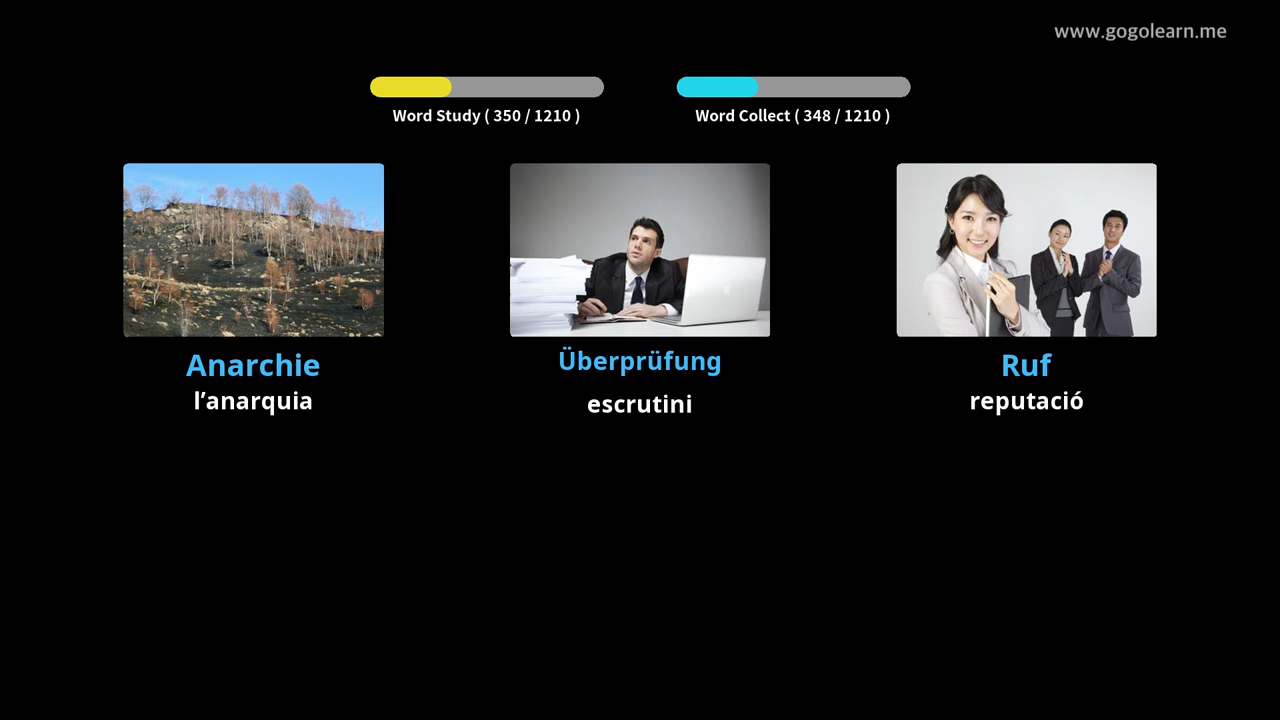 www.gogolearn.me
Word Study ( 350 / 1210 )
Word Collect ( 348 / 1210 )
Anarchie
l’anarquia
Überprüfung
escrutini
Ruf
reputació